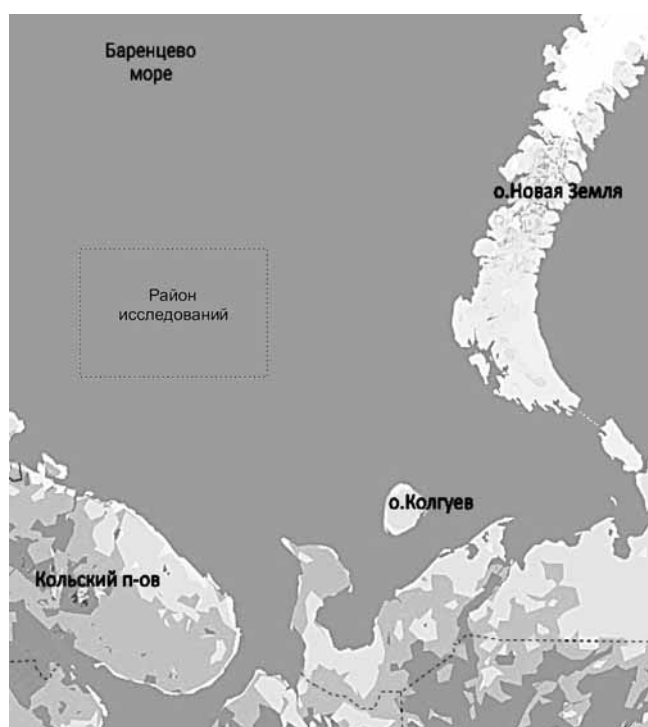 Баренцево
море
о.Новая Земля
Район
исследований
о.Колгуев
Кольский п-ов